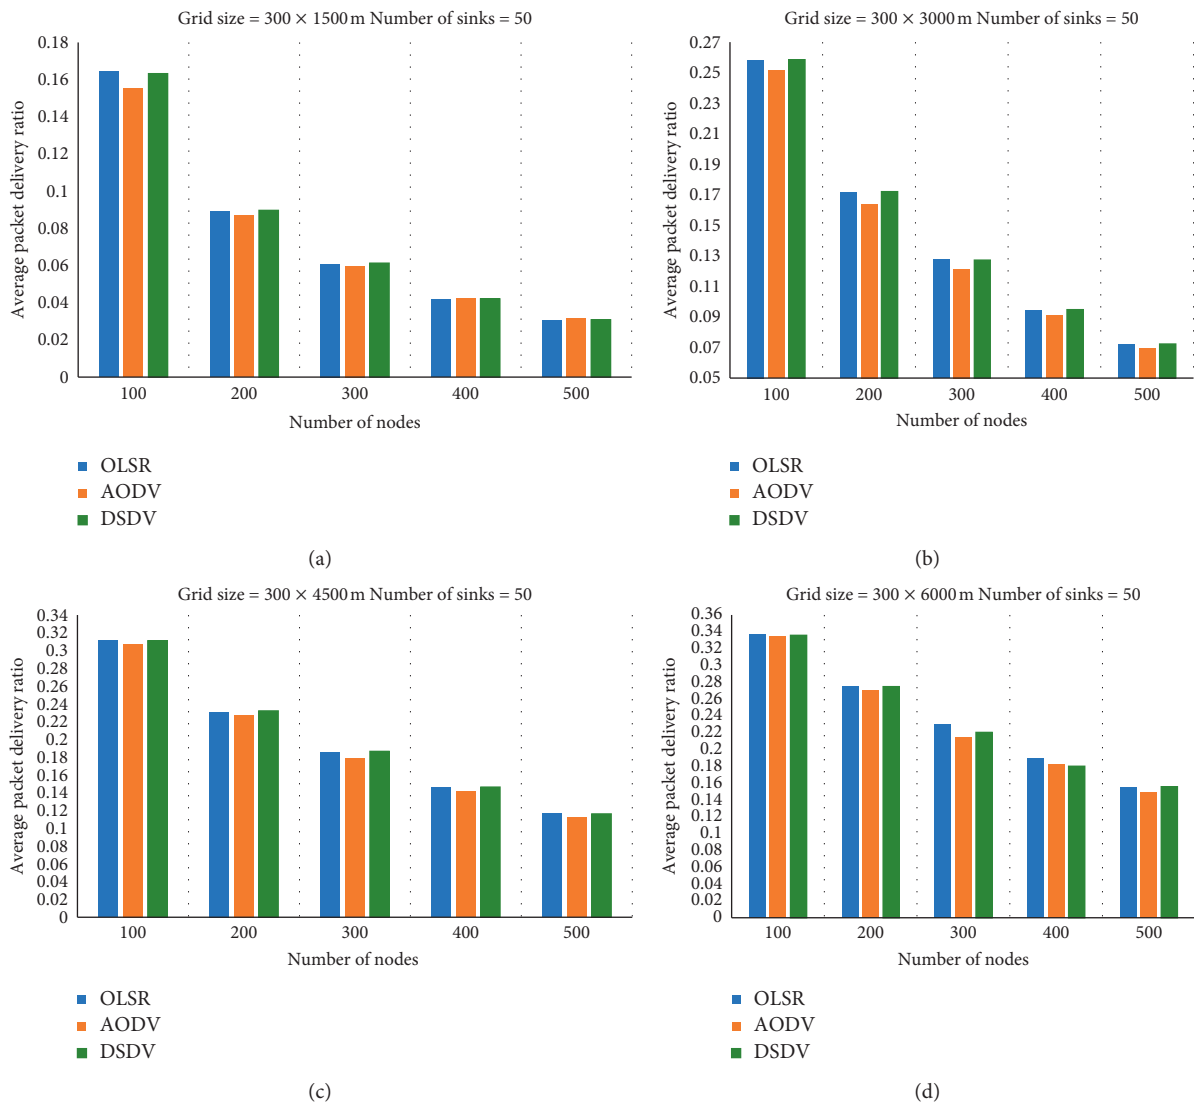 Grid size = 300 × 1500 m Number of sinks = 50
Average packet delivery ratio
0.18
0.16
0.14
0.12
0.1
0.08
0.06
0.04
0.02
0
100 200 300 400 500
Number of nodes
OLSR
AODV
DSDV
(a)
Grid size = 300 × 3000 m Number of sinks = 50
Average packet delivery ratio
0.27
0.25
0.23
0.21
0.19
0.17
0.15
0.13
0.11
0.09
0.07
0.05
100 200 300 400 500
Number of nodes
OLSR
AODV
DSDV
(b)
Grid size = 300 × 4500 m Number of sinks = 50
Average packet delivery ratio
0.34
0.32
0.3
0.28
0.26
0.24
0.22
0.2
0.18
0.16
0.14
0.12
0.1
0.08
0.06
0.04
0.02
0
100 200 300 400 500
Number of nodes
OLSR
AODV
DSDV
(c)
Grid size = 300 × 6000 m Number of sinks = 50
Average packet delivery ratio
0.36
0.34
0.32
0.3
0.28
0.26
0.24
0.22
0.2
0.18
0.16
0.14
0.12
0.1
0.08
0.06
0.04
0.02
0
100 200 300 400 500
Number of nodes
OLSR
AODV
DSDV
(d)